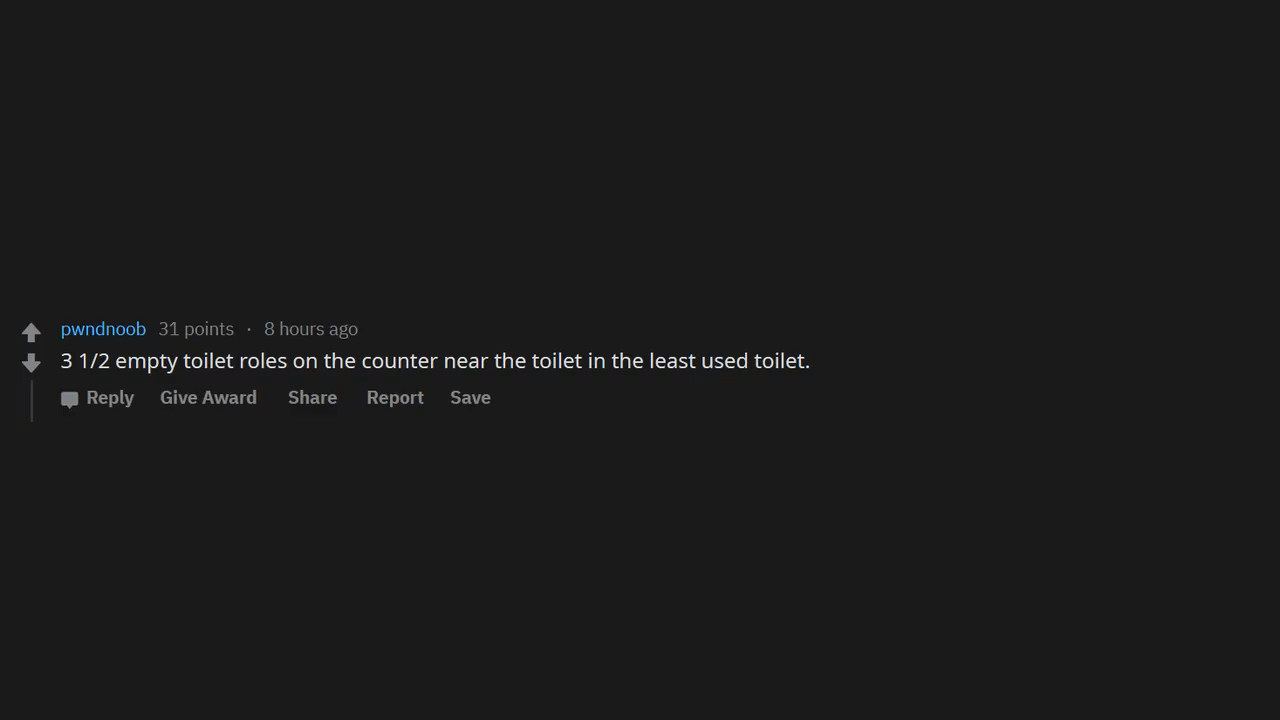 pwndnoob 31 points · 8 hours ago
3 1/2 empty toilet roles on the counter near the toilet in the least used toilet.
Reply Give Award Share Report Save